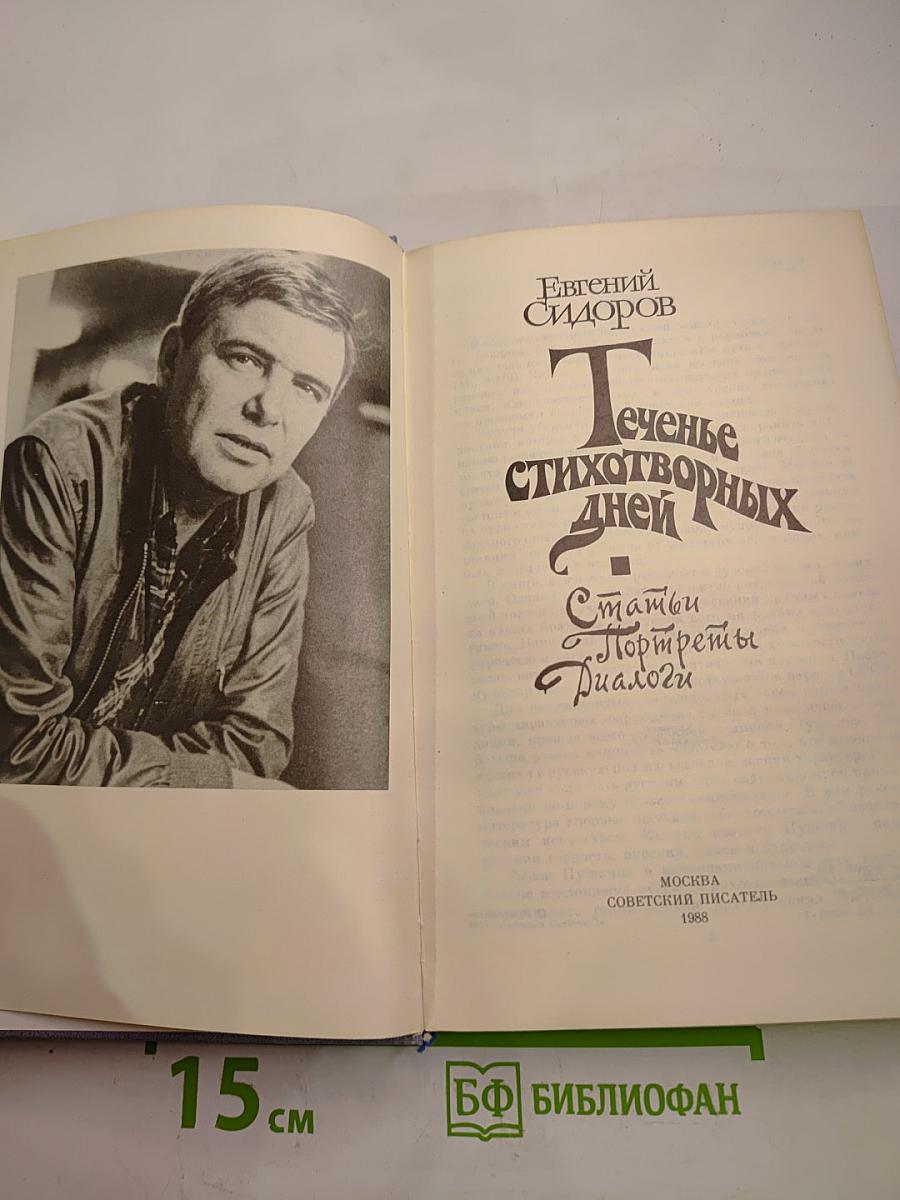 Евгений
Сидоров
Теченье
стихотворных
дней
Статьи
Портреты
Диалоги
МОСКВА
СОВЕТСКИЙ ПИСАТЕЛЬ
1988
15 см
БФ БИБЛИОФАН